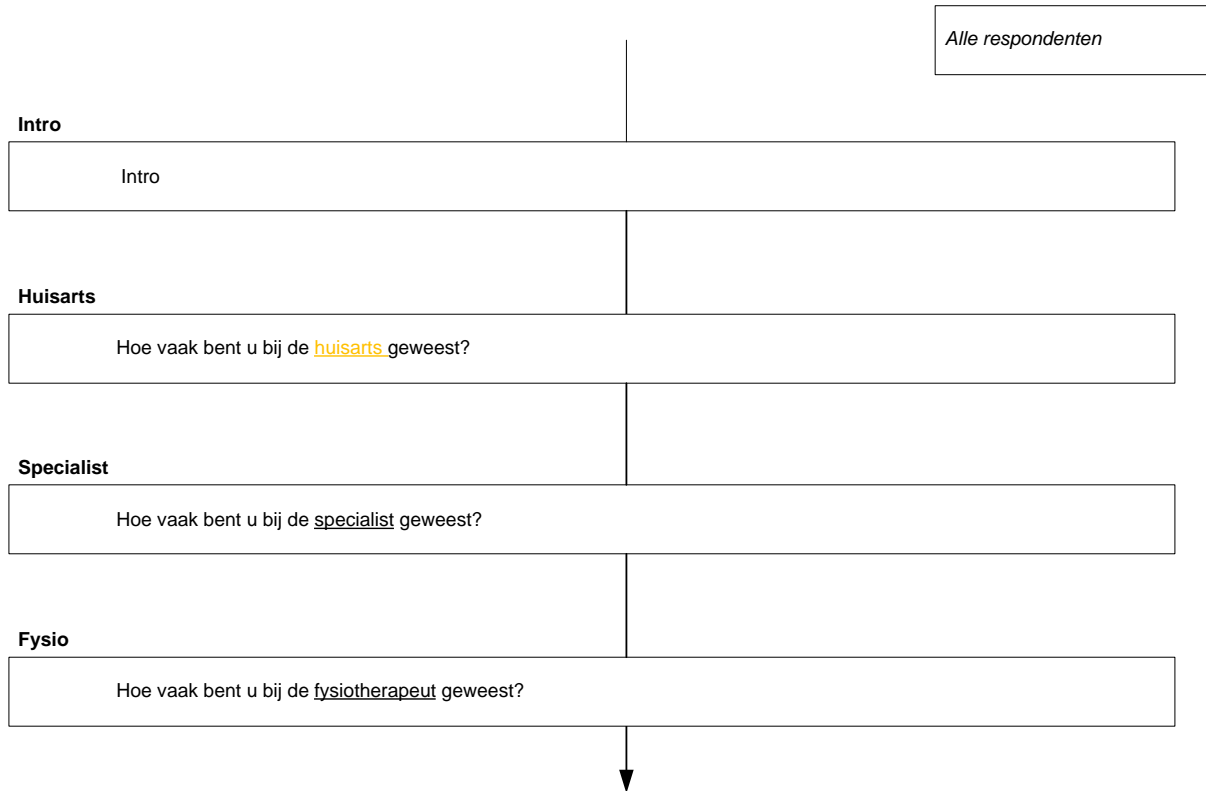 Alle respondenten
Intro
Intro
Huisarts
Hoe vaak bent u bij de huisarts geweest?
Specialist
Hoe vaak bent u bij de specialist geweest?
Fysio
Hoe vaak bent u bij de fysiotherapeut geweest?